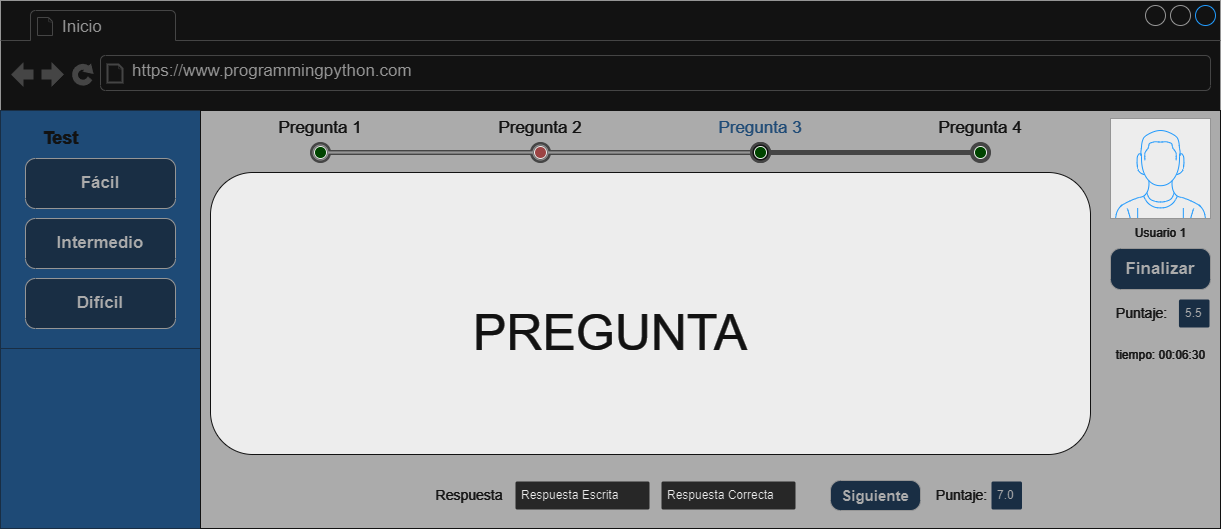 Inicio
https://www.programmingpython.com
Test
Fácil
Intermedio
Difícil
Pregunta 1
Pregunta 2
Pregunta 3
Pregunta 4
PREGUNTA
Respuesta
Respuesta Escrita
Respuesta Correcta
Siguiente
Puntaje: 7.0
Usuario 1
Finalizar
Puntaje: 5.5
tiempo: 00:06:30